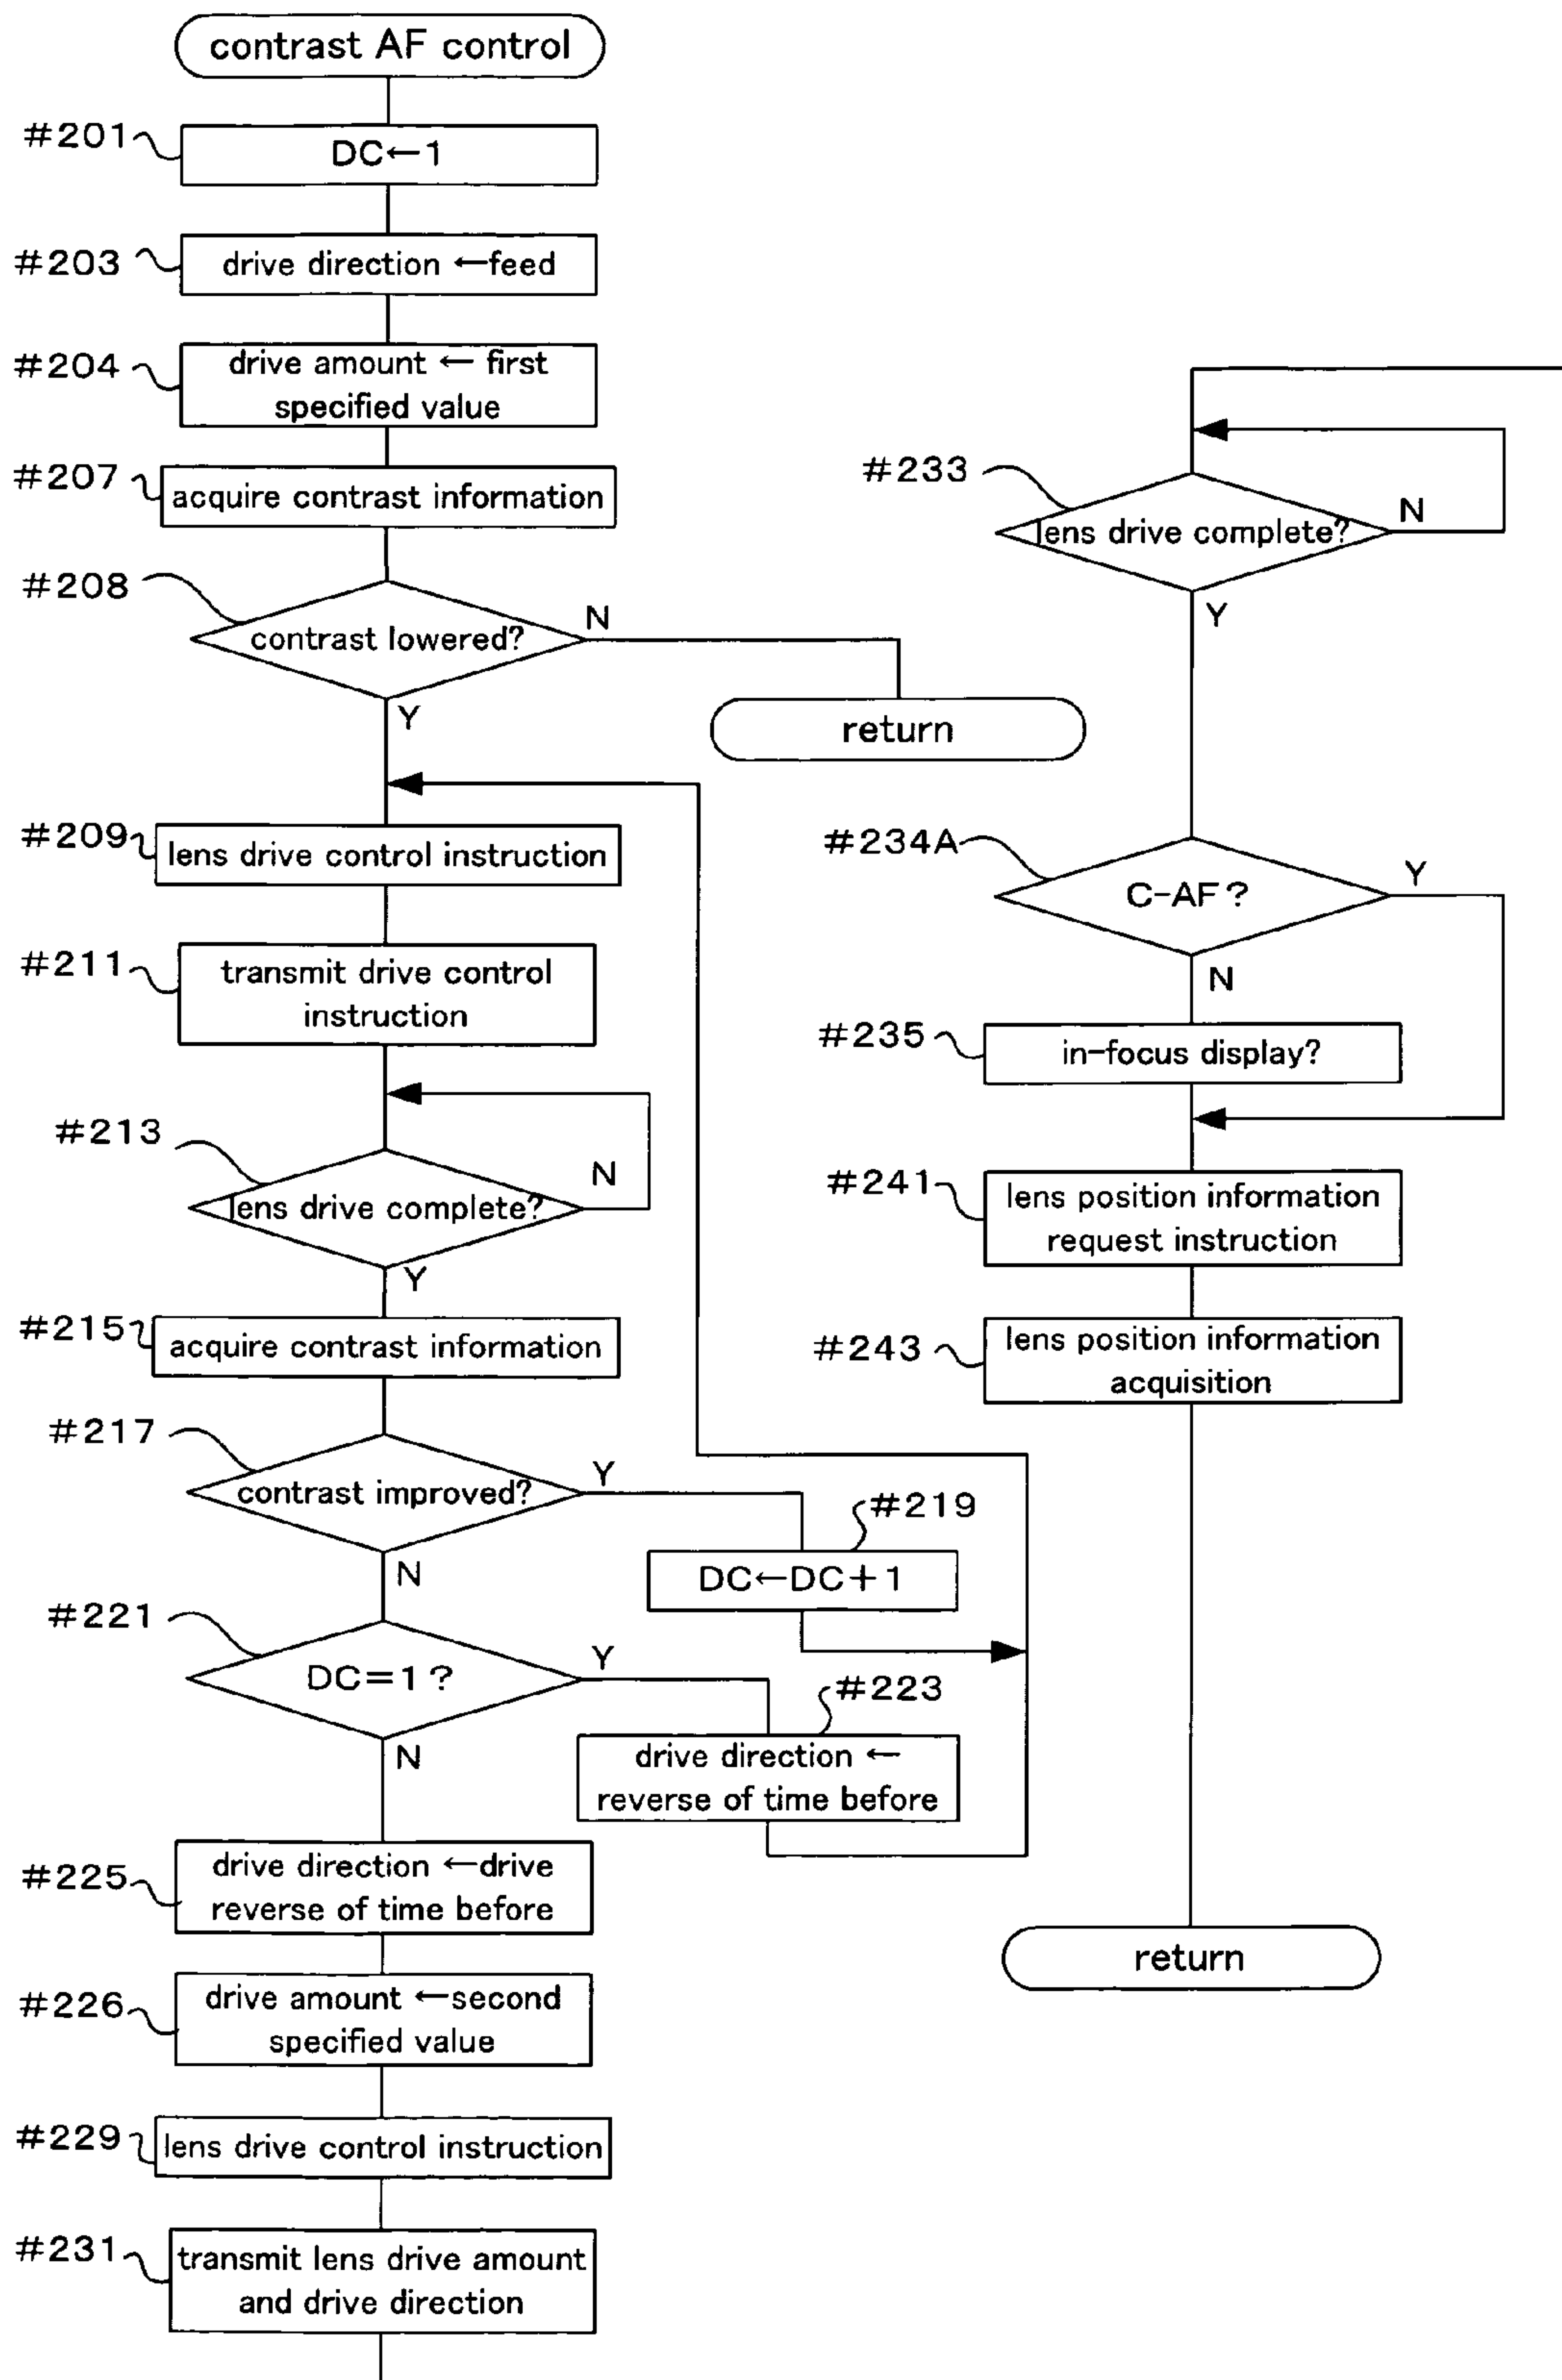 contrast AF control
#201
DC←1
#203
drive direction ←feed
#204
drive amount ← first
specified value
#207
acquire contrast information
#208
contrast lowered?
N
Y
return
#209
lens drive control instruction
#211
transmit drive control
instruction
#213
lens drive complete?
N
Y
#215
acquire contrast information
#217
contrast improved?
Y
N
#219
DC←DC+1
#221
DC=1?
Y
N
#223
drive direction ←
reverse of time before
#225
drive direction ←drive
reverse of time before
#226
drive amount ←second
specified value
#229
lens drive control instruction
#231
transmit lens drive amount
and drive direction
#233
lens drive complete?
N
Y
#234A
C-AF?
Y
N
#235
in-focus display?
#241
lens position information
request instruction
#243
lens position information
acquisition
return